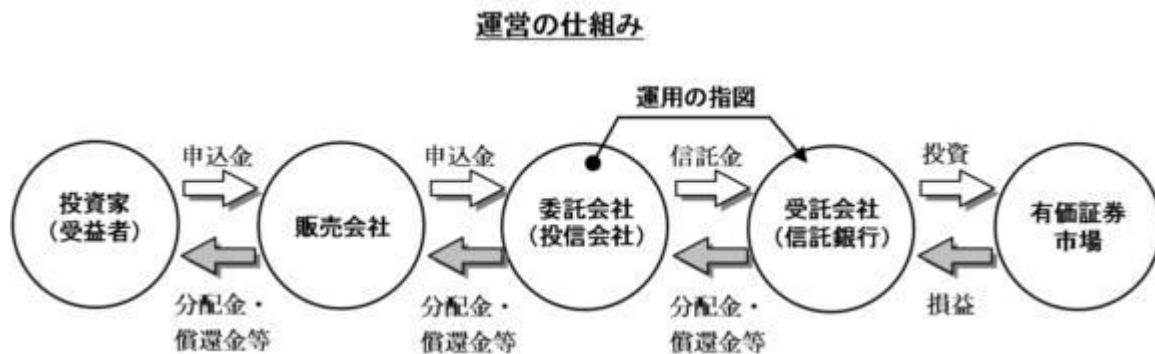 運営の仕組み
運用の指図
申込金
申込金
信託金
投資
投資家
（受益者）
販売会社
委託会社
（投信会社）
受託会社
（信託銀行）
有価証券
市場
分配金・
償還金等
分配金・
償還金等
分配金・
償還金等
損益